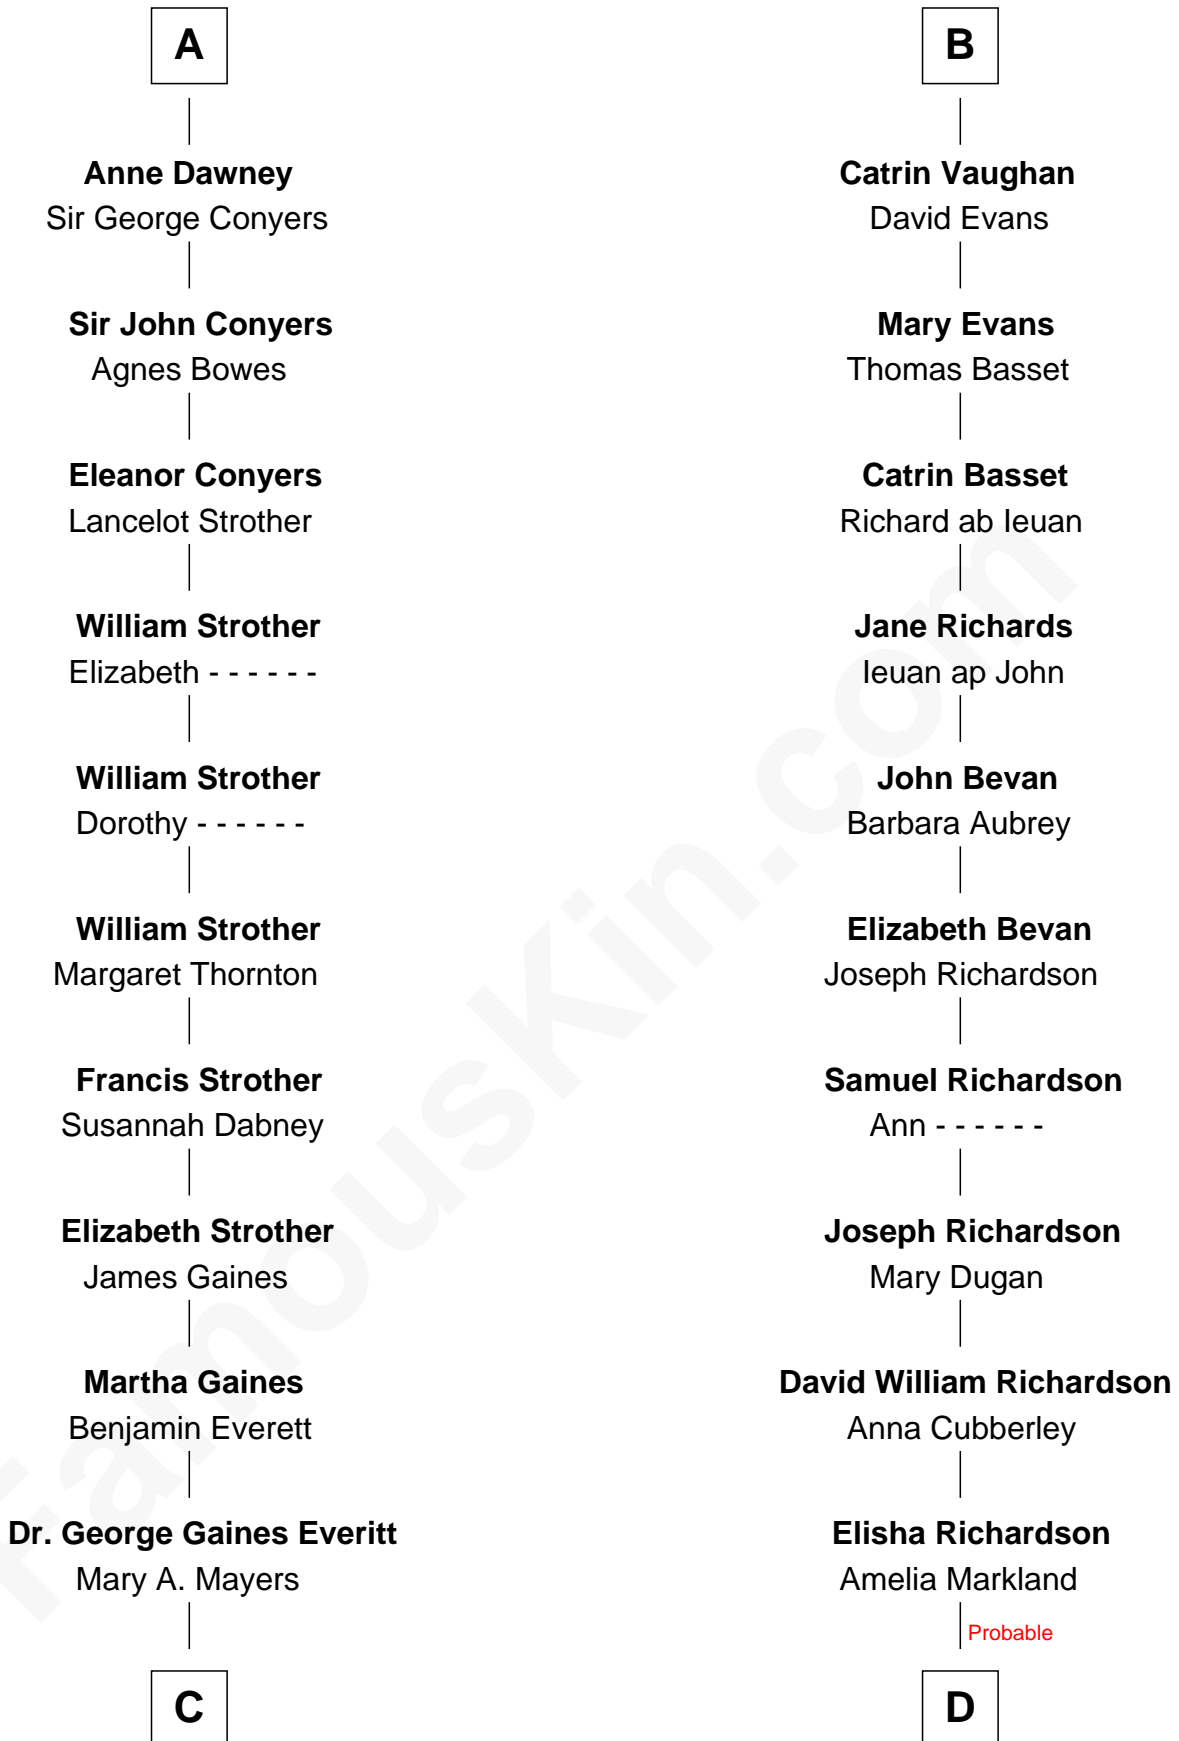 A
Anne Dawney
Sir George Conyers
Sir John Conyers
Agnes Bowes
Eleanor Conyers
Lancelot Strother
William Strother
Elizabeth - - - - - -
William Strother
Dorothy - - - - - -
William Strother
Margaret Thornton
Francis Strother
Susannah Dabney
Elizabeth Strother
James Gaines
Martha Gaines
Benjamin Everett
Dr. George Gaines Everitt
Mary A. Mayers
C
B
Catrin Vaughan
David Evans
Mary Evans
Thomas Basset
Catrin Basset
Richard ab Ieuan
Jane Richards
Ieuan ap John
John Bevan
Barbara Aubrey
Elizabeth Bevan
Joseph Richardson
Samuel Richardson
Ann - - - - - -
Joseph Richardson
Mary Dugan
David William Richardson
Anna Cubberley
Elisha Richardson
Amelia Markland
Probable
D
FamousKin.com